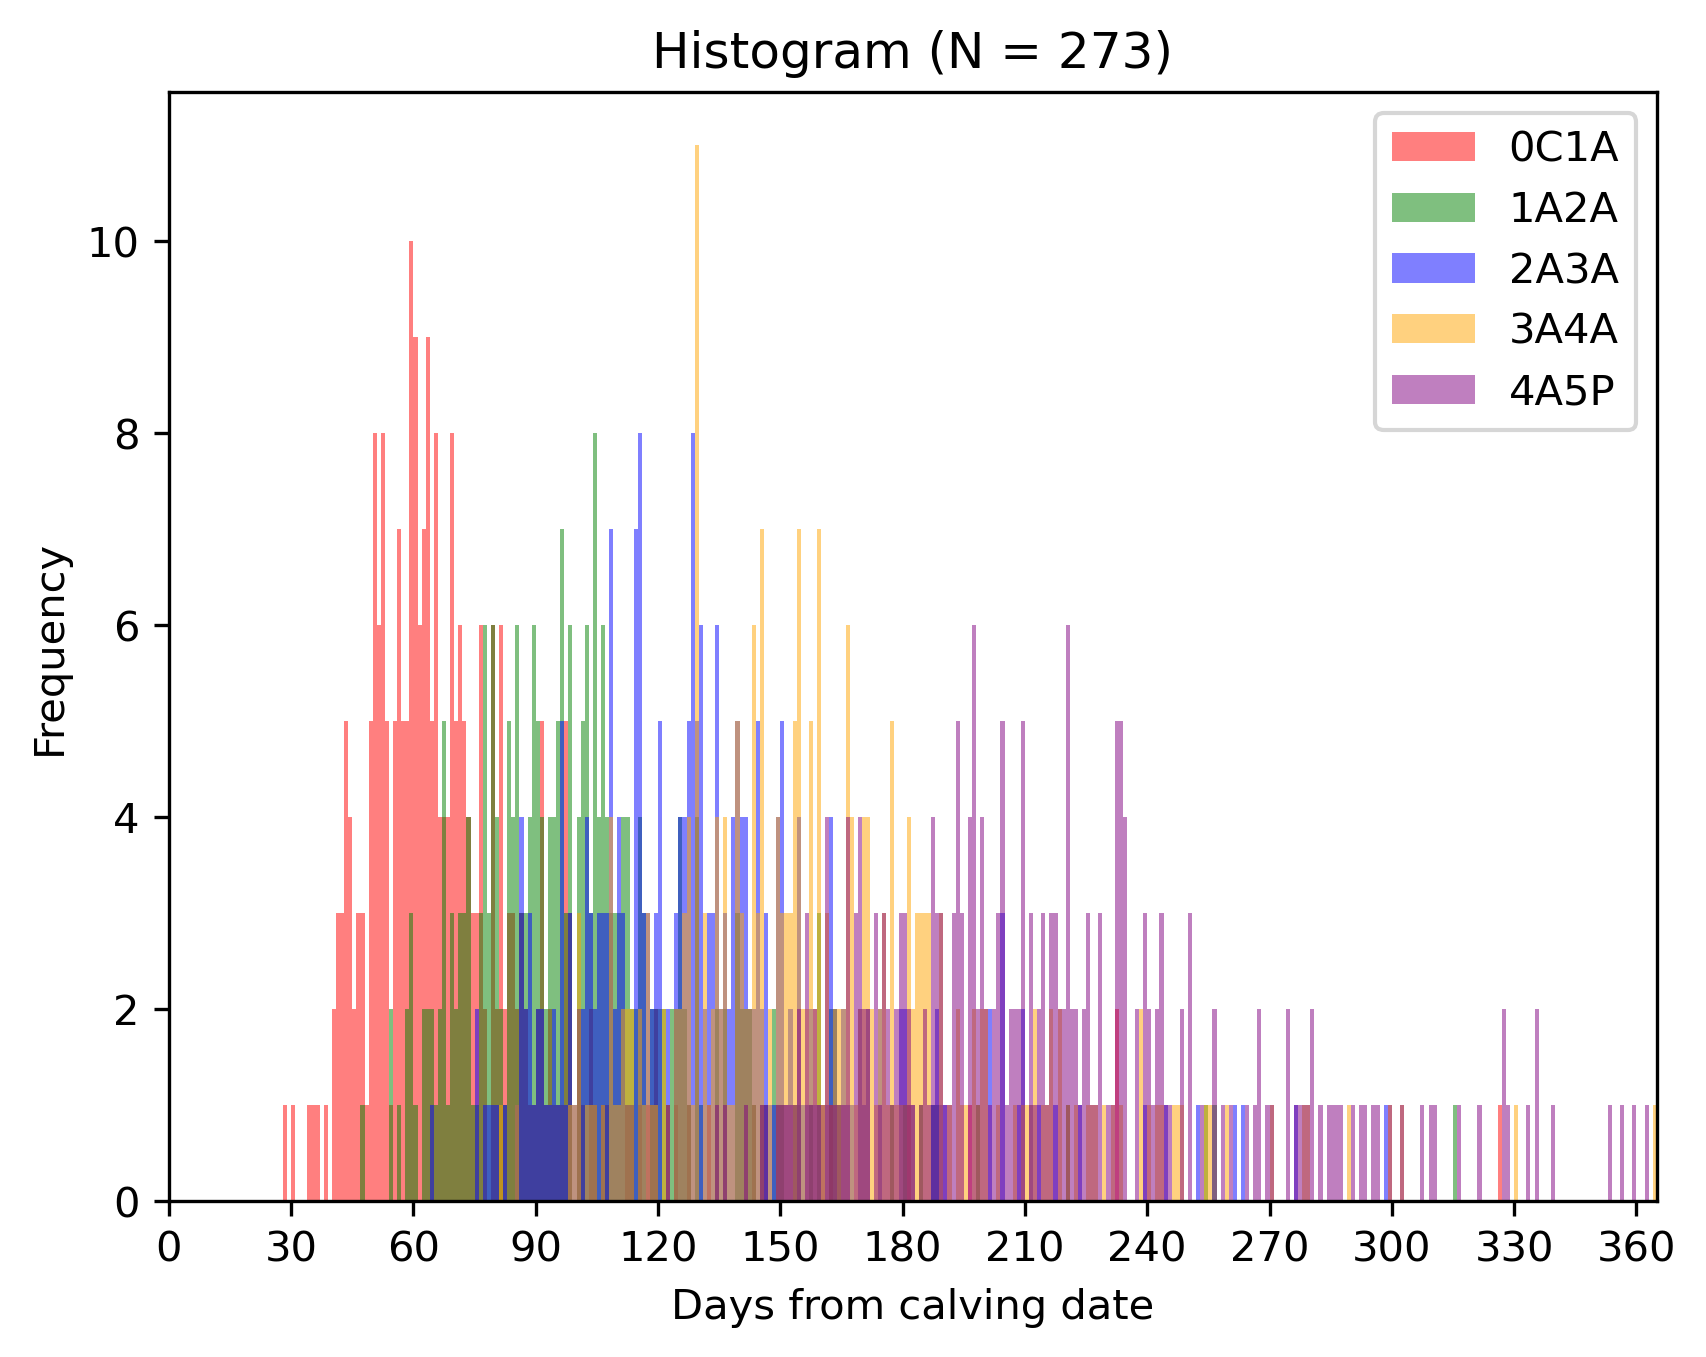 Histogram (N = 273)
0C1A
1A2A
2A3A
3A4A
4A5P
Frequency
10
8
6
4
2
0
0 30 60 90 120 150 180 210 240 270 300 330 360
Days from calving date